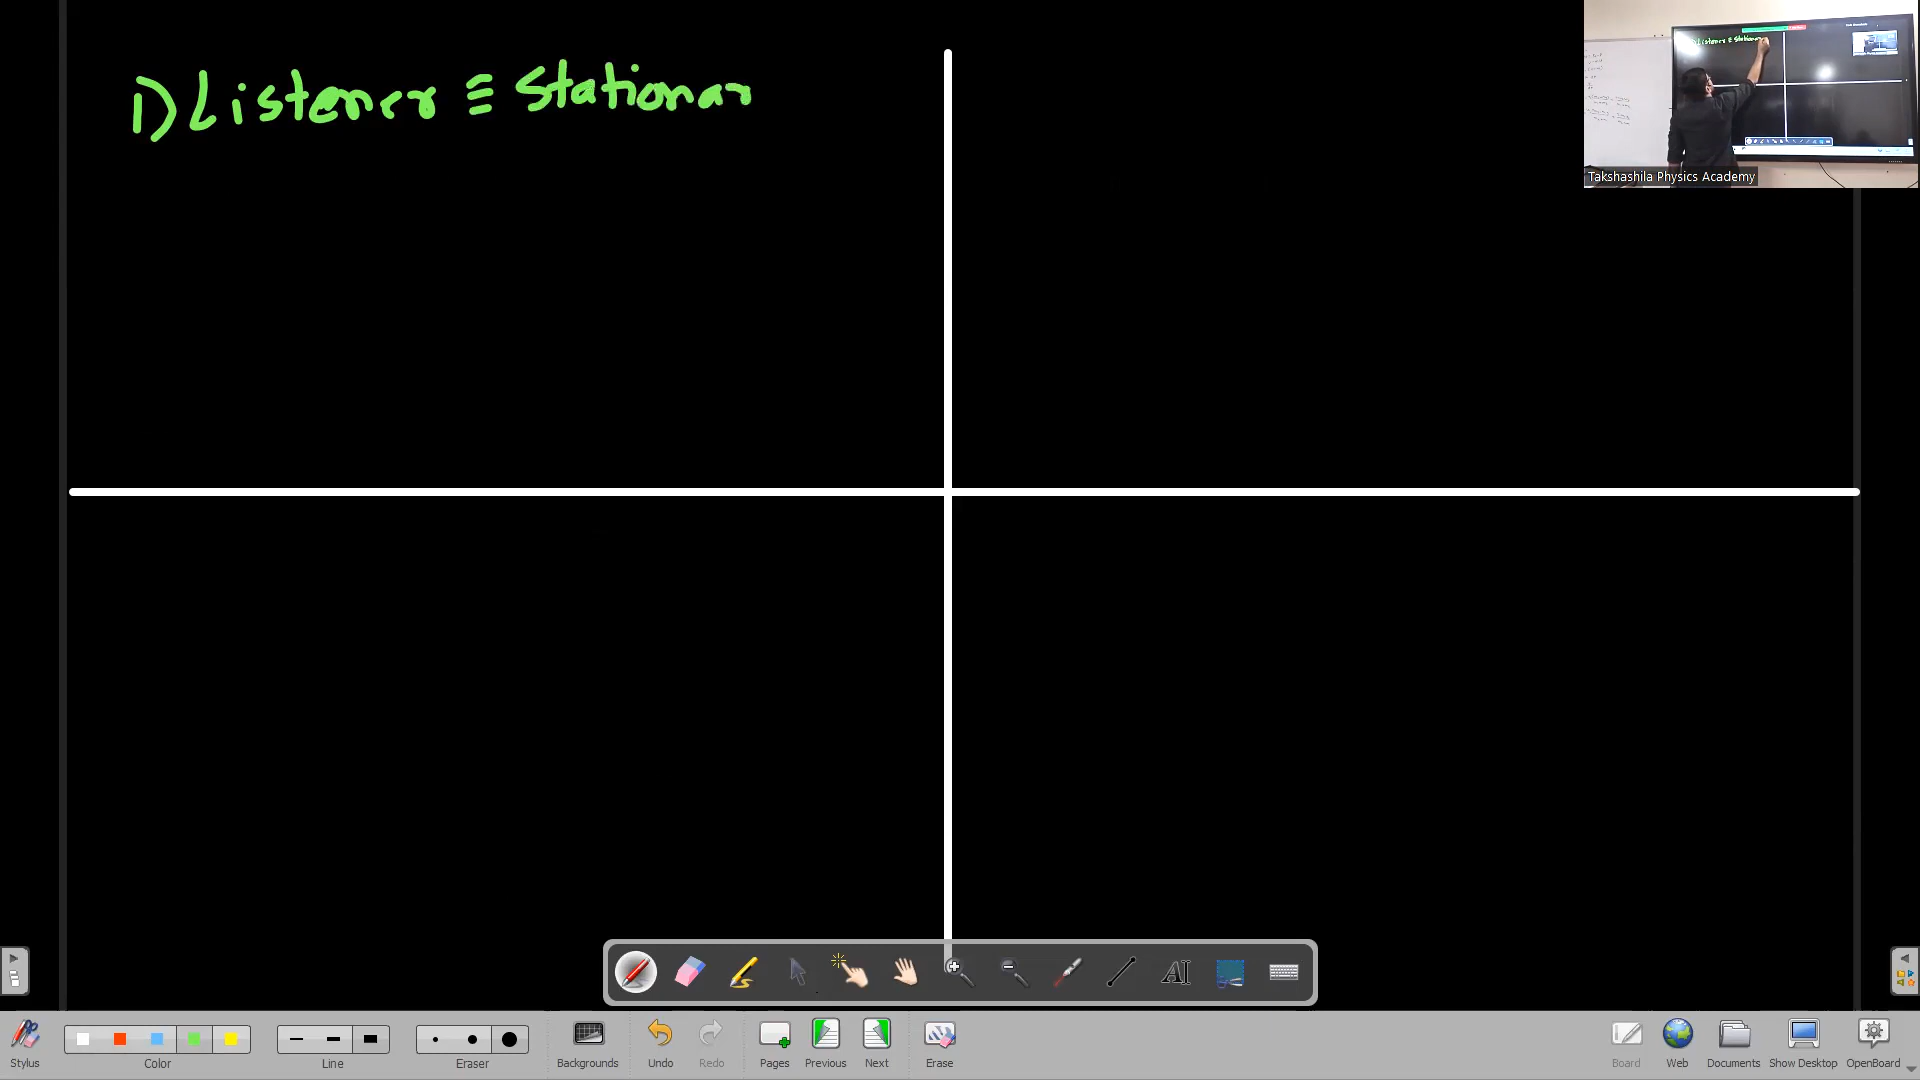 1) Listener ≡ Stationar
Takshashila Physics Academy
Stylus
Color
Line
Eraser
Backgrounds
Undo
Redo
Pages
Previous
Next
Erase
Board
Web
Documents
Show Desktop
OpenBoard